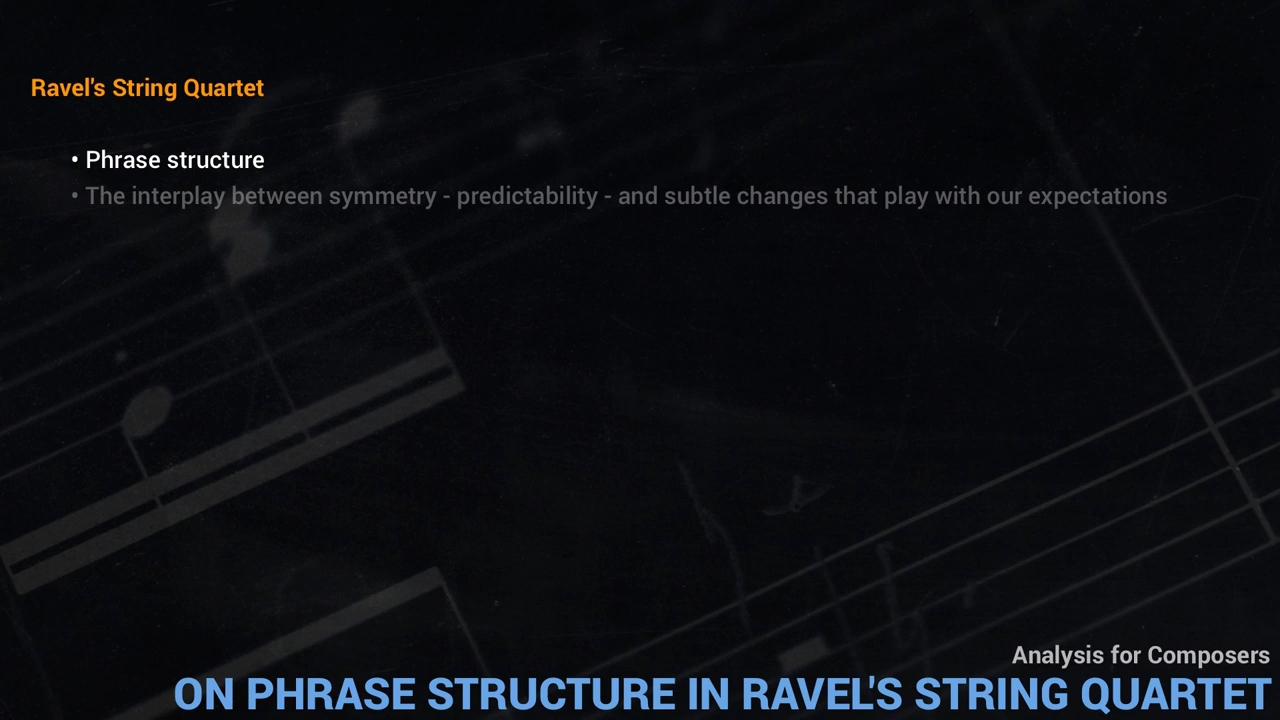 Ravel's String Quartet
• Phrase structure
• The interplay between symmetry - predictability - and subtle changes that play with our expectations
Analysis for Composers
ON PHRASE STRUCTURE IN RAVEL'S STRING QUARTET